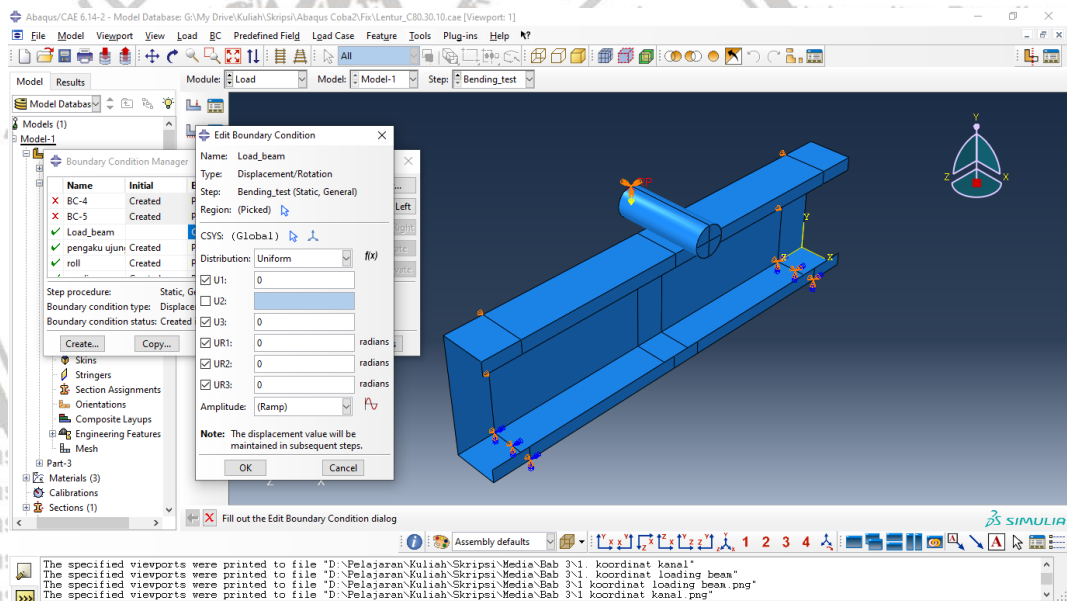 Abaqus/CAE 6.14-2 - Model Database: G:\My Drive\Kuliah\Skripsi\Abaqus Coba2\Fix\Lentur_C80.30.10.cae [Viewport: 1]
File Model Viewport View Load BC Predefined Field Load Case Feature Tools Plug-ins Help
All
Model Results Module: Load Model: Model-1 Step: Bending_test
Model Databas
Models (1)
Model-1
Boundary Condition Manager
Name Initial
BC-4 Created
BC-5 Created
Load_beam
pengaku ujun Created
roll Created
Left
Step procedure: Static, G
Boundary condition type: Displace
Boundary condition status: Created
Create... Copy...
Edit Boundary Condition
Name: Load_beam
Type: Displacement/Rotation
Step: Bending_test (Static, General)
Region: (Picked)
CSYS: (Global)
Distribution: Uniform f(x)
U1: 0
U2:
U3: 0
UR1: 0 radians
UR2: 0 radians
UR3: 0 radians
Amplitude: (Ramp)
Note: The displacement value will be
maintained in subsequent steps.
OK Cancel
Skins
Stringers
Section Assignments
Orientations
Composite Layups
Engineering Features
Mesh
Part-3
Materials (3)
Calibrations
Sections (1)
RP
Y
Z X
Y
Z X
Z X
Fill out the Edit Boundary Condition dialog
SIMULIA
Assembly defaults
1 2 3 4
The specified viewports were printed to file "D:\Pelajaran\Kuliah\Skripsi\Media\Bab 3\1. koordinat kanal"
The specified viewports were printed to file "D:\Pelajaran\Kuliah\Skripsi\Media\Bab 3\1. koordinat loading beam"
The specified viewports were printed to file "D:\Pelajaran\Kuliah\Skripsi\Media\Bab 3\1 koordinat loading beam.png"
The specified viewports were printed to file "D:\Pelajaran\Kuliah\Skripsi\Media\Bab 3\1 koordinat kanal.png"